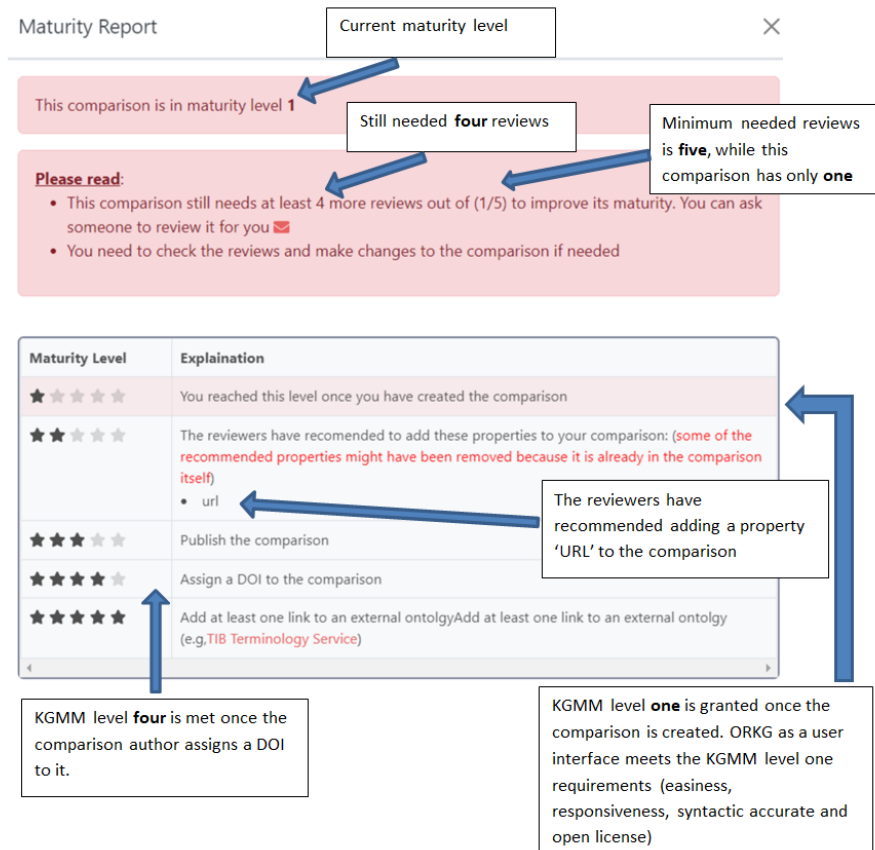 Maturity Report
Current maturity level
This comparison is in maturity level 1
Still needed four reviews
Minimum needed reviews
is five, while this
comparison has only one
Please read:
• This comparison still needs at least 4 more reviews out of (1/5) to improve its maturity. You can ask
someone to review it for you
• You need to check the reviews and make changes to the comparison if needed
Maturity Level Explaination
You reached this level once you have created the comparison
The reviewers have recomended to add these properties to your comparison: (some of the
recommended properties might have been removed because it is already in the comparison
itself)
• url
The reviewers have
recommended adding a property
‘URL’ to the comparison
Publish the comparison
Assign a DOI to the comparison
Add at least one link to an external ontolgyAdd at least one link to an external ontolgy
(e.g,TIB Terminology Service)
KGMM level four is met once the
comparison author assigns a DOI
to it.
KGMM level one is granted once the
comparison is created. ORKG as a user
interface meets the KGMM level one
requirements (easiness,
responsiveness, syntactic accurate and
open license)